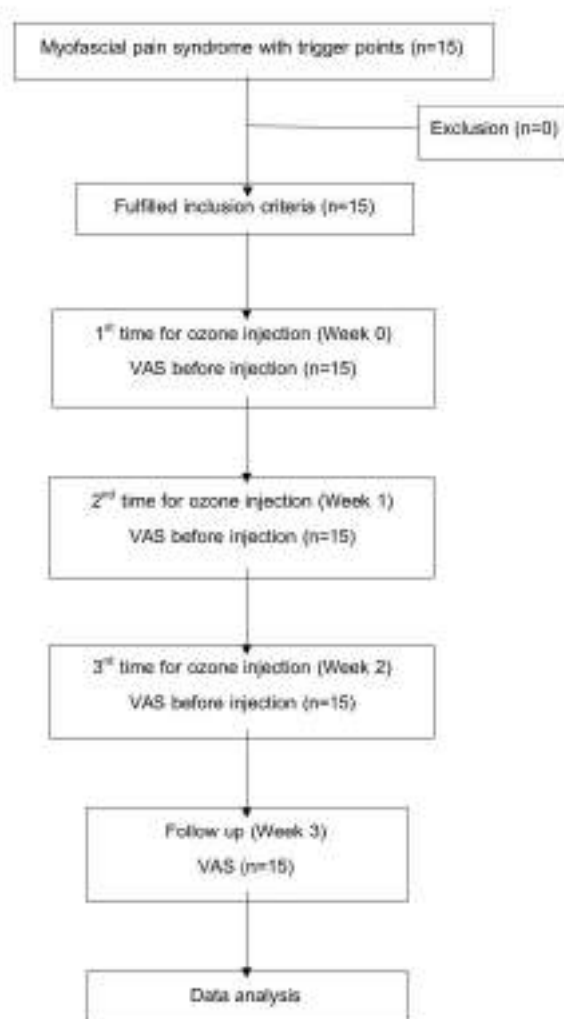 Myofascial pain syndrome with trigger points (n=15)
Exclusion (n=0)
Fulfilled inclusion criteria (n=15)
1st time for ozone injection (Week 0)
VAS before injection (n=15)
2nd time for ozone injection (Week 1)
VAS before injection (n=15)
3rd time for ozone injection (Week 2)
VAS before injection (n=15)
Follow up (Week 3)
VAS (n=15)
Data analysis